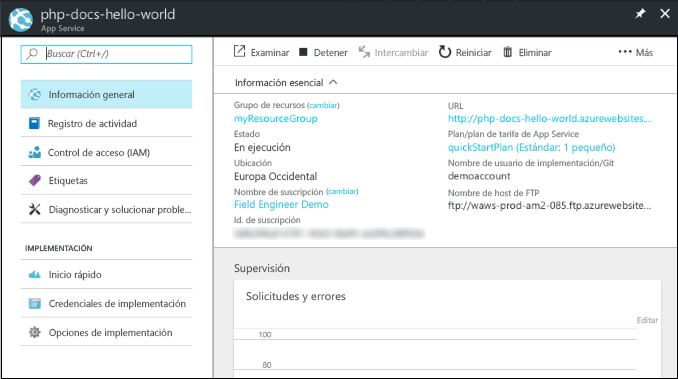 php-docs-hello-world
App Service
Buscar (Ctrl+/)
Información general
Registro de actividad
Control de acceso (IAM)
Etiquetas
Diagnosticar y solucionar proble...
IMPLEMENTACIÓN
Inicio rápido
Credenciales de implementación
Opciones de implementación
Examinar Detener Intercambiar Reiniciar Eliminar ••• Más
Información esencial
Grupo de recursos (cambiar)
myResourceGroup
Estado
En ejecución
Ubicación
Europa Occidental
Nombre de suscripción (cambiar)
Field Engineer Demo
Id. de suscripción
URL
http://php-docs-hello-world.azurewebsites....
Plan/plan de tarifa de App Service
quickStartPlan (Estándar: 1 pequeño)
Nombre de usuario de implementación/Git
demoaccount
Nombre de host de FTP
ftp://waws-prod-am2-085.ftp.azurewebsite...
Supervisión
Solicitudes y errores
Editar
100
80